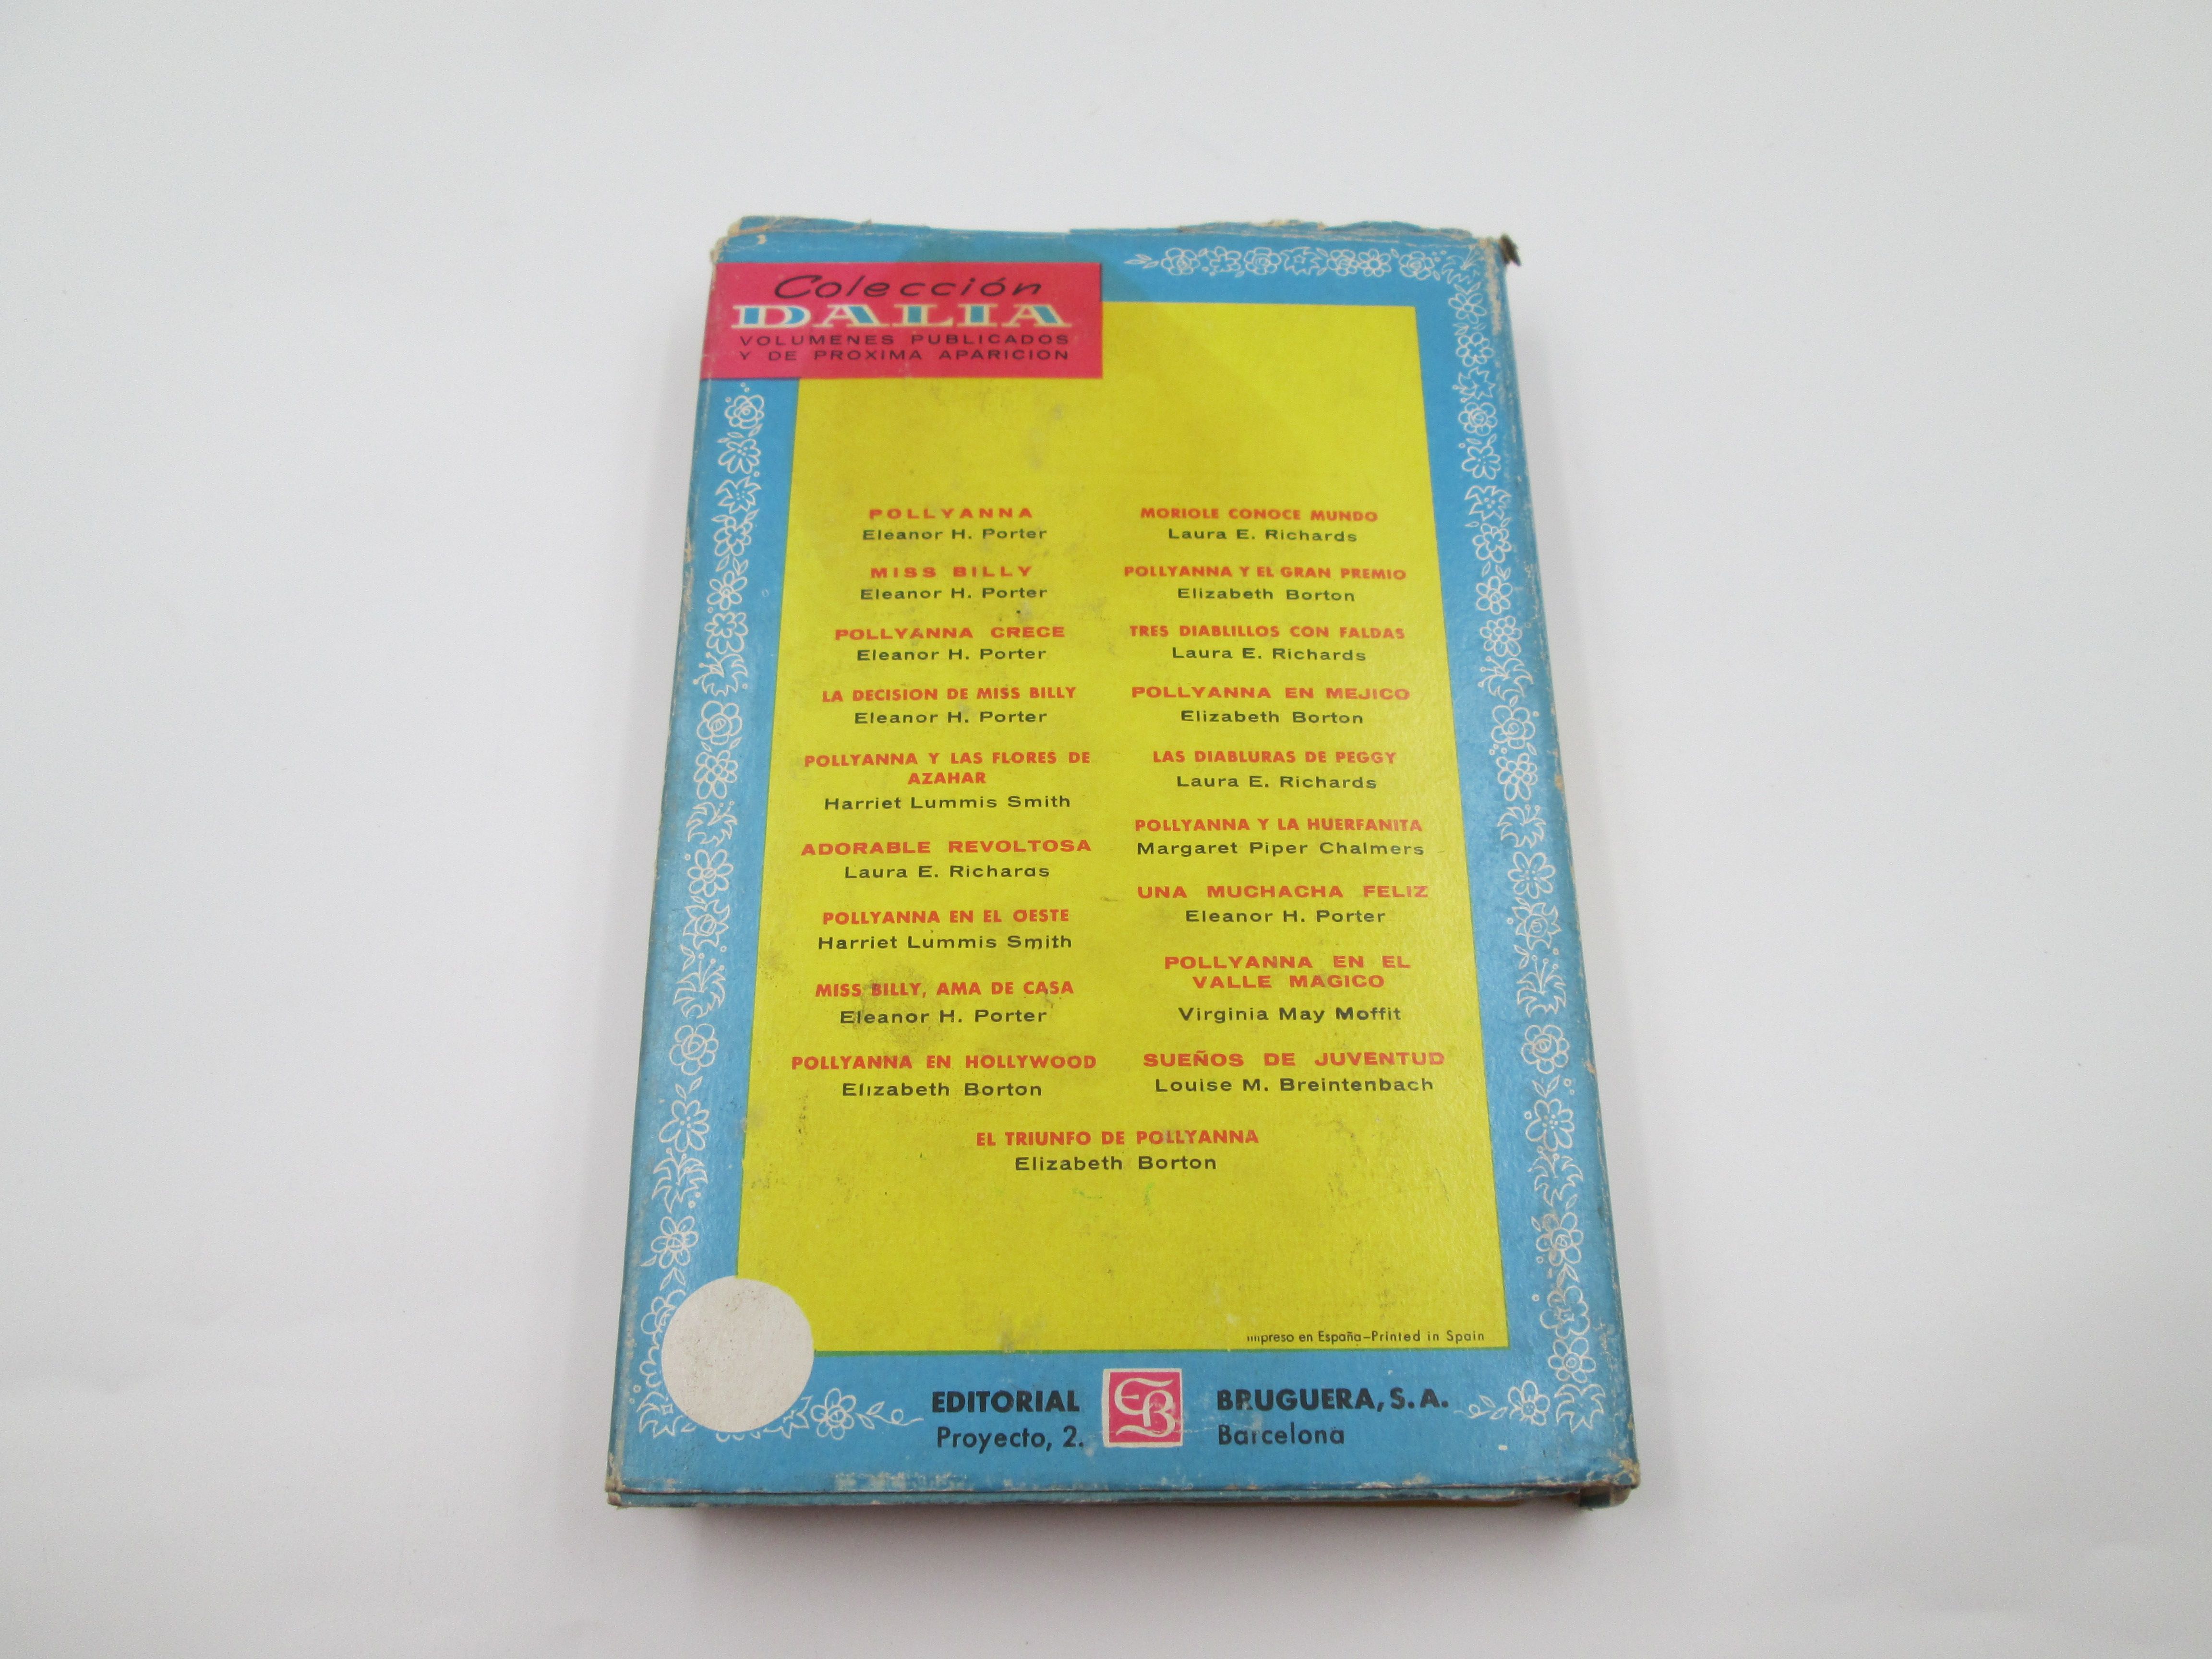 Colección
DALIA
VOLUMENES PUBLICADOS
Y DE PROXIMA APARICION
POLLYANNA
Eleanor H. Porter
MISS BILLY
Eleanor H. Porter
POLLYANNA CRECE
Eleanor H. Porter
LA DECISION DE MISS BILLY
Eleanor H. Porter
POLLYANNA Y LAS FLORES DE
AZAHAR
Harriet Lummis Smith
ADORABLE REVOLTOSA
Laura E. Richards
POLLYANNA EN EL OESTE
Harriet Lummis Smith
MISS BILLY, AMA DE CASA
Eleanor H. Porter
POLLYANNA EN HOLLYWOOD
Elizabeth Borton
MORIOLE CONOCE MUNDO
Laura E. Richards
POLLYANNA Y EL GRAN PREMIO
Elizabeth Borton
TRES DIABLILLOS CON FALDAS
Laura E. Richards
POLLYANNA EN MEJICO
Elizabeth Borton
LAS DIABLURAS DE PEGGY
Laura E. Richards
POLLYANNA Y LA HUERFANITA
Margaret Piper Chalmers
UNA MUCHACHA FELIZ
Eleanor H. Porter
POLLYANNA EN EL
VALLE MAGICO
Virginia May Moffit
SUEÑOS DE JUVENTUD
Louise M. Breintenbach
EL TRIUNFO DE POLLYANNA
Elizabeth Borton
Impreso en España-Printed in Spain
EDITORIAL EB BRUGUERA, S. A.
Proyecto, 2. Barcelona